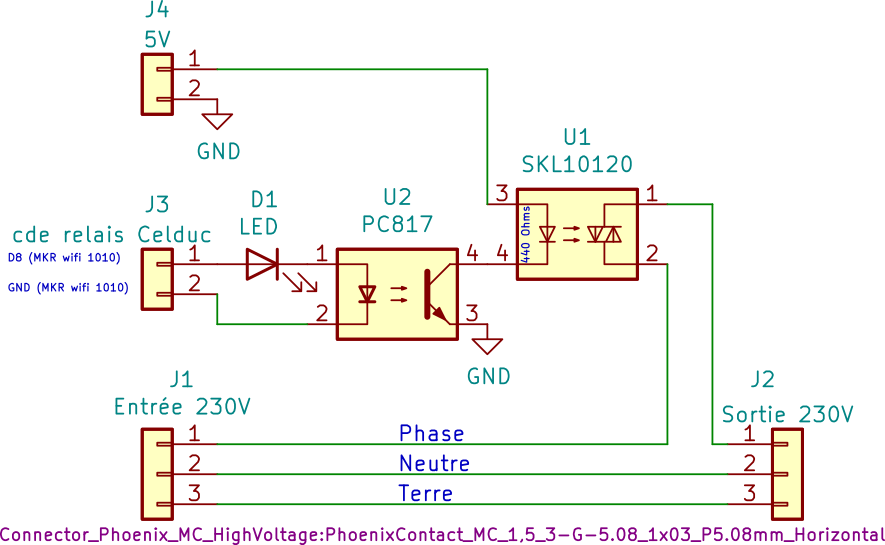 J4
5V
1
2
GND
U1
SKL10120
3
1
440 Ohms
4
2
J3
cde relais Celduc
D8 (MKR wifi 1010)
1
GND (MKR wifi 1010)
2
D1
LED
U2
PC817
1
4
2
3
GND
J1
Entrée 230V
1
2
3
Phase
Neutre
Terre
J2
Sortie 230V
1
2
3
Connector_Phoenix_MC_HighVoltage:PhoenixContact_MC_1,5_3-G-5.08_1x03_P5.08mm_Horizontal